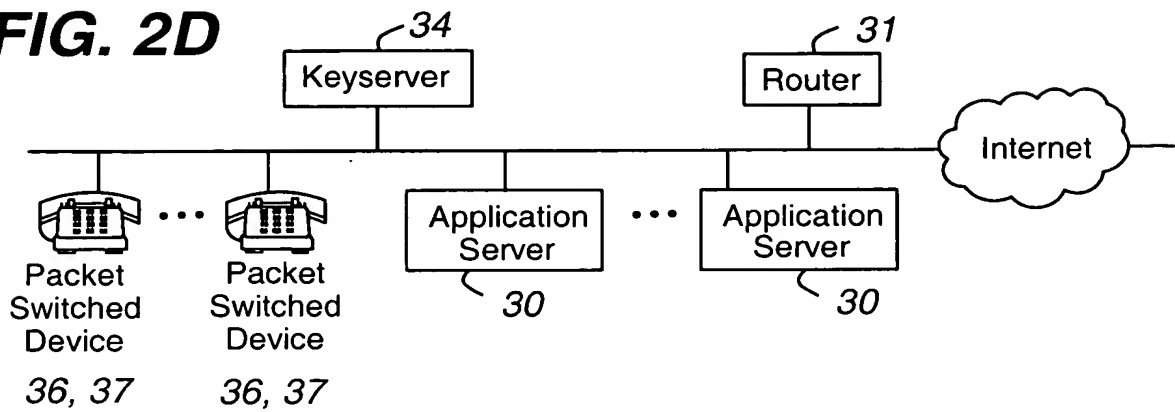 FIG. 2D
34
Keyserver
31
Router
Internet
Packet
Switched
Device
36, 37
Packet
Switched
Device
36, 37
Application
Server
30
Application
Server
30